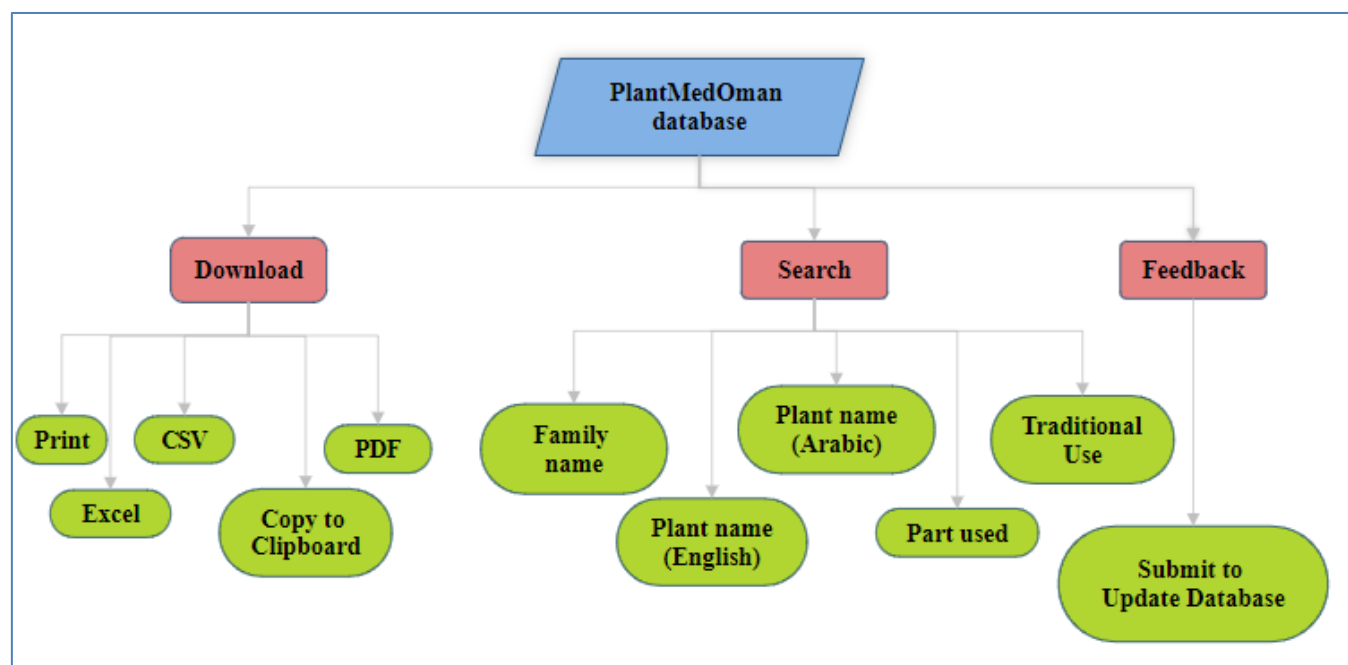 PlantMedOman
database
Download
Search
Feedback
Print
CSV
PDF
Excel
Copy to
Clipboard
Family
name
Plant name
(Arabic)
Traditional
Use
Plant name
(English)
Part used
Submit to
Update Database